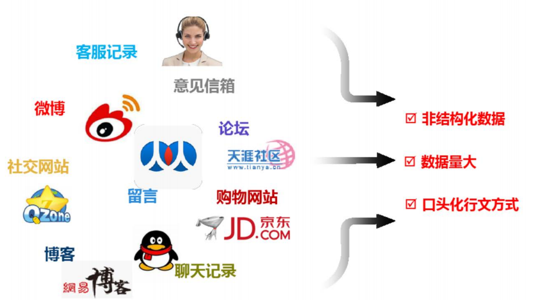 客服记录
意见信箱
微博
论坛
天涯社区
www.tianya.cn
社交网站
留言
购物网站
QZone
JD.京东
博客
聊天记录
網易博客
非结构化数据
数据量大
口头化行文方式